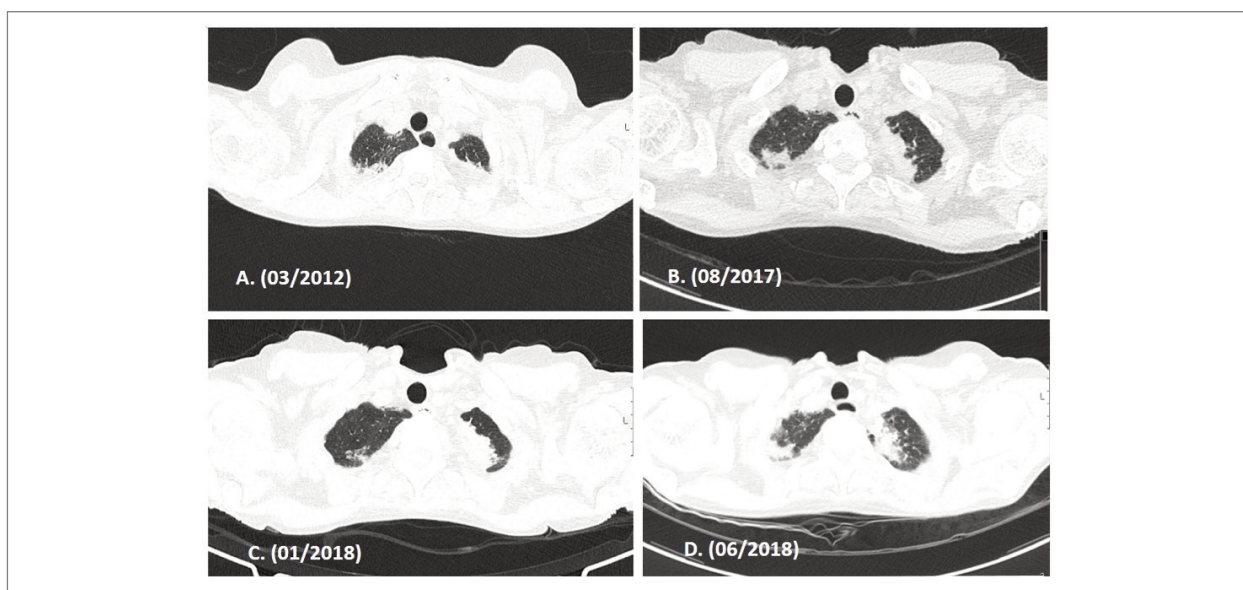 L
A. (03/2012)
B. (08/2017)
L
L
C. (01/2018)
D. (06/2018)